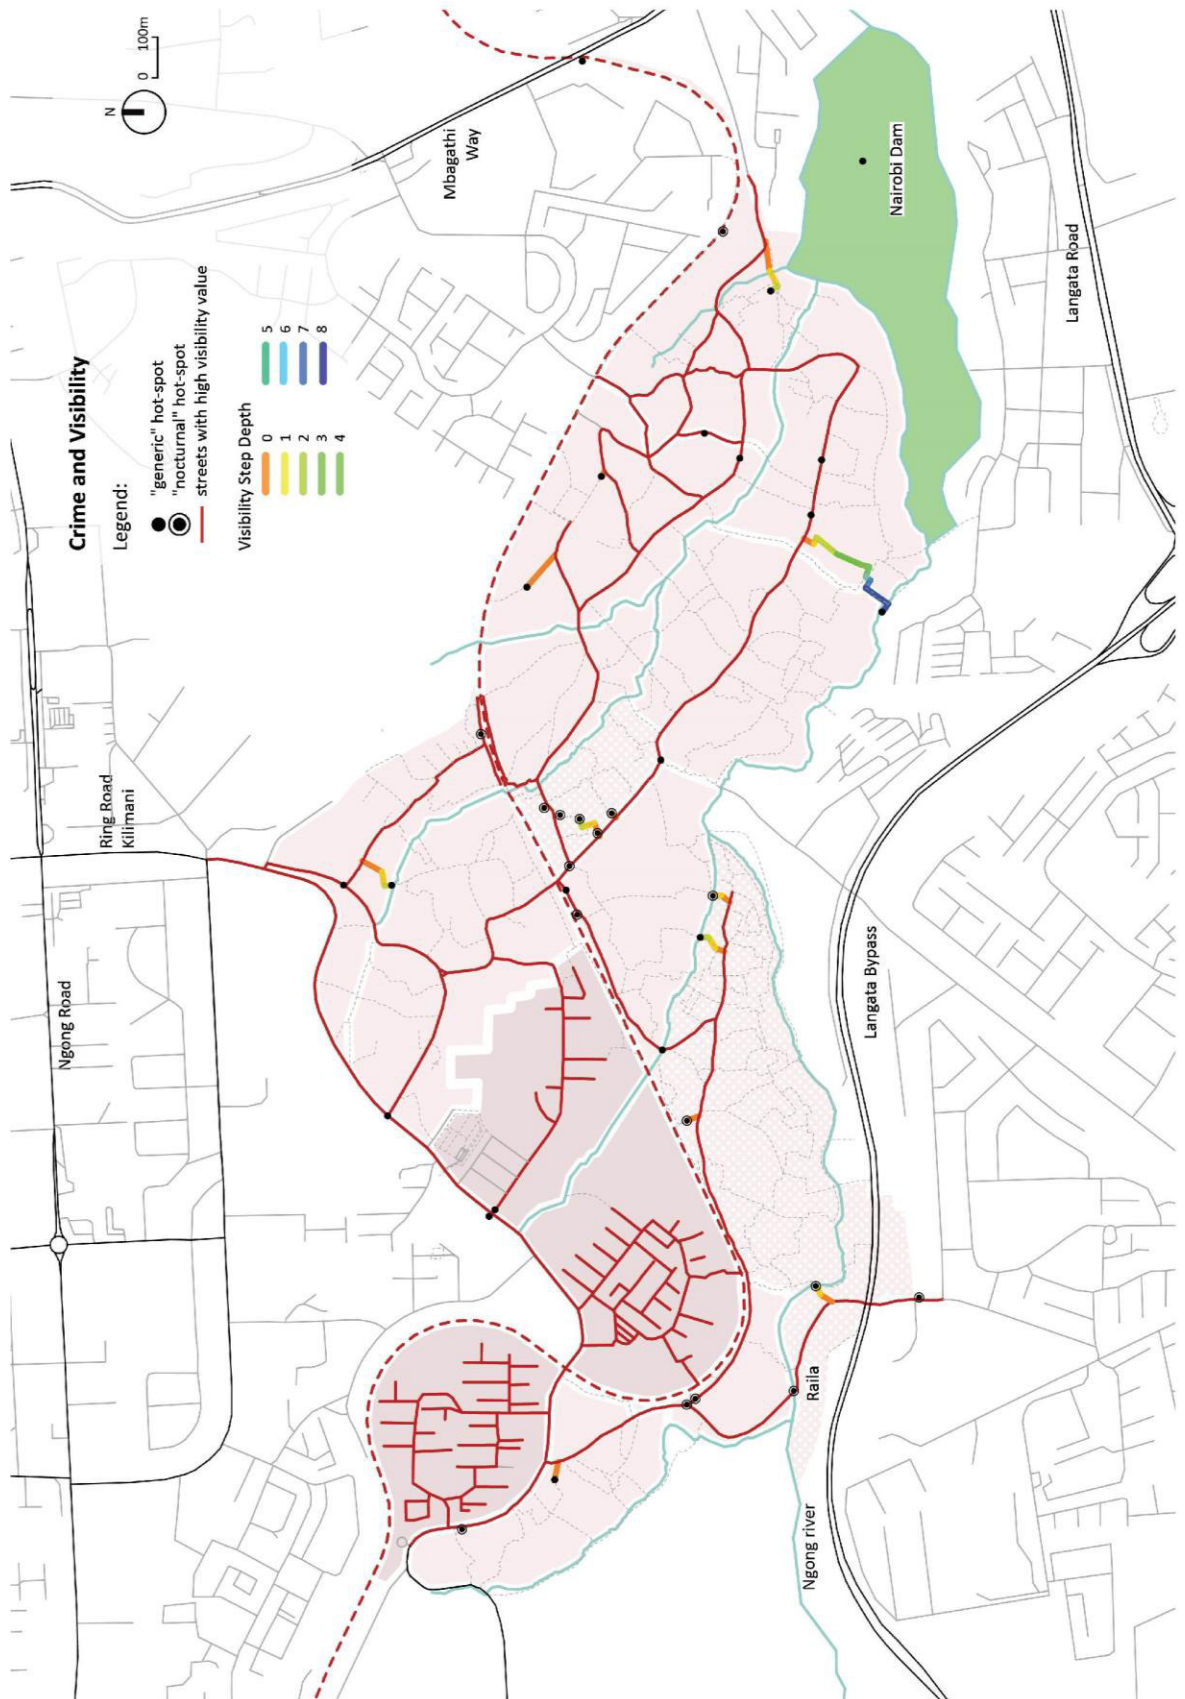 Crime and Visibility
Legend:
"generic" hot-spot
"nocturnal" hot-spot
streets with high visibility value
Visibility Step Depth
0
1
2
3
4
5
6
7
8
N
0 100m
Ngong Road
Ring Road
Kilimani
Mbagathi
Way
Nairobi Dam
Langata Road
Langata Bypass
Raila
Ngong river